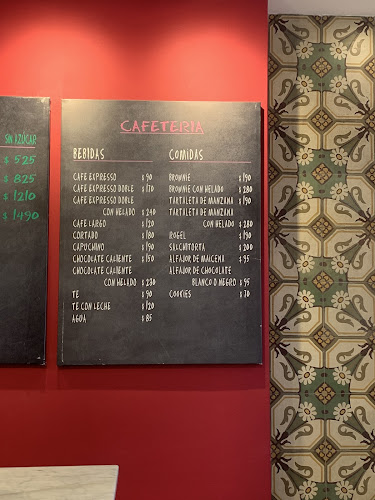 SIN AZÚCAR
$ 525
$ 825
$ 1210
$ 1490
CAFETERIA
BEBIDAS
CAFE EXPRESSO $ 90
CAFE EXPRESSO DOBLE $ 170
CAFE EXPRESSO DOBLE
CON HELADO $ 240
CAFE LARGO $ 120
CORTADO $ 180
CAPUCHINO $ 190
CHOCOLATE CALIENTE $ 150
CHOCOLATE CALIENTE
CON HELADO $ 230
TE $ 90
TE CON LECHE $ 120
AGUA $ 85
COMIDAS
BROWNIE $ 190
BROWNIE CON HELADO $ 280
TARTALETA DE MANZANA $ 190
TARTALETA DE MANZANA
CON HELADO $ 280
ROGEL $ 190
SALCHITORTA $ 200
ALFAJOR DE MAICENA $ 95
ALFAJOR DE CHOCOLATE
BLANCO O NEGRO $ 95
COOKIES $ 70